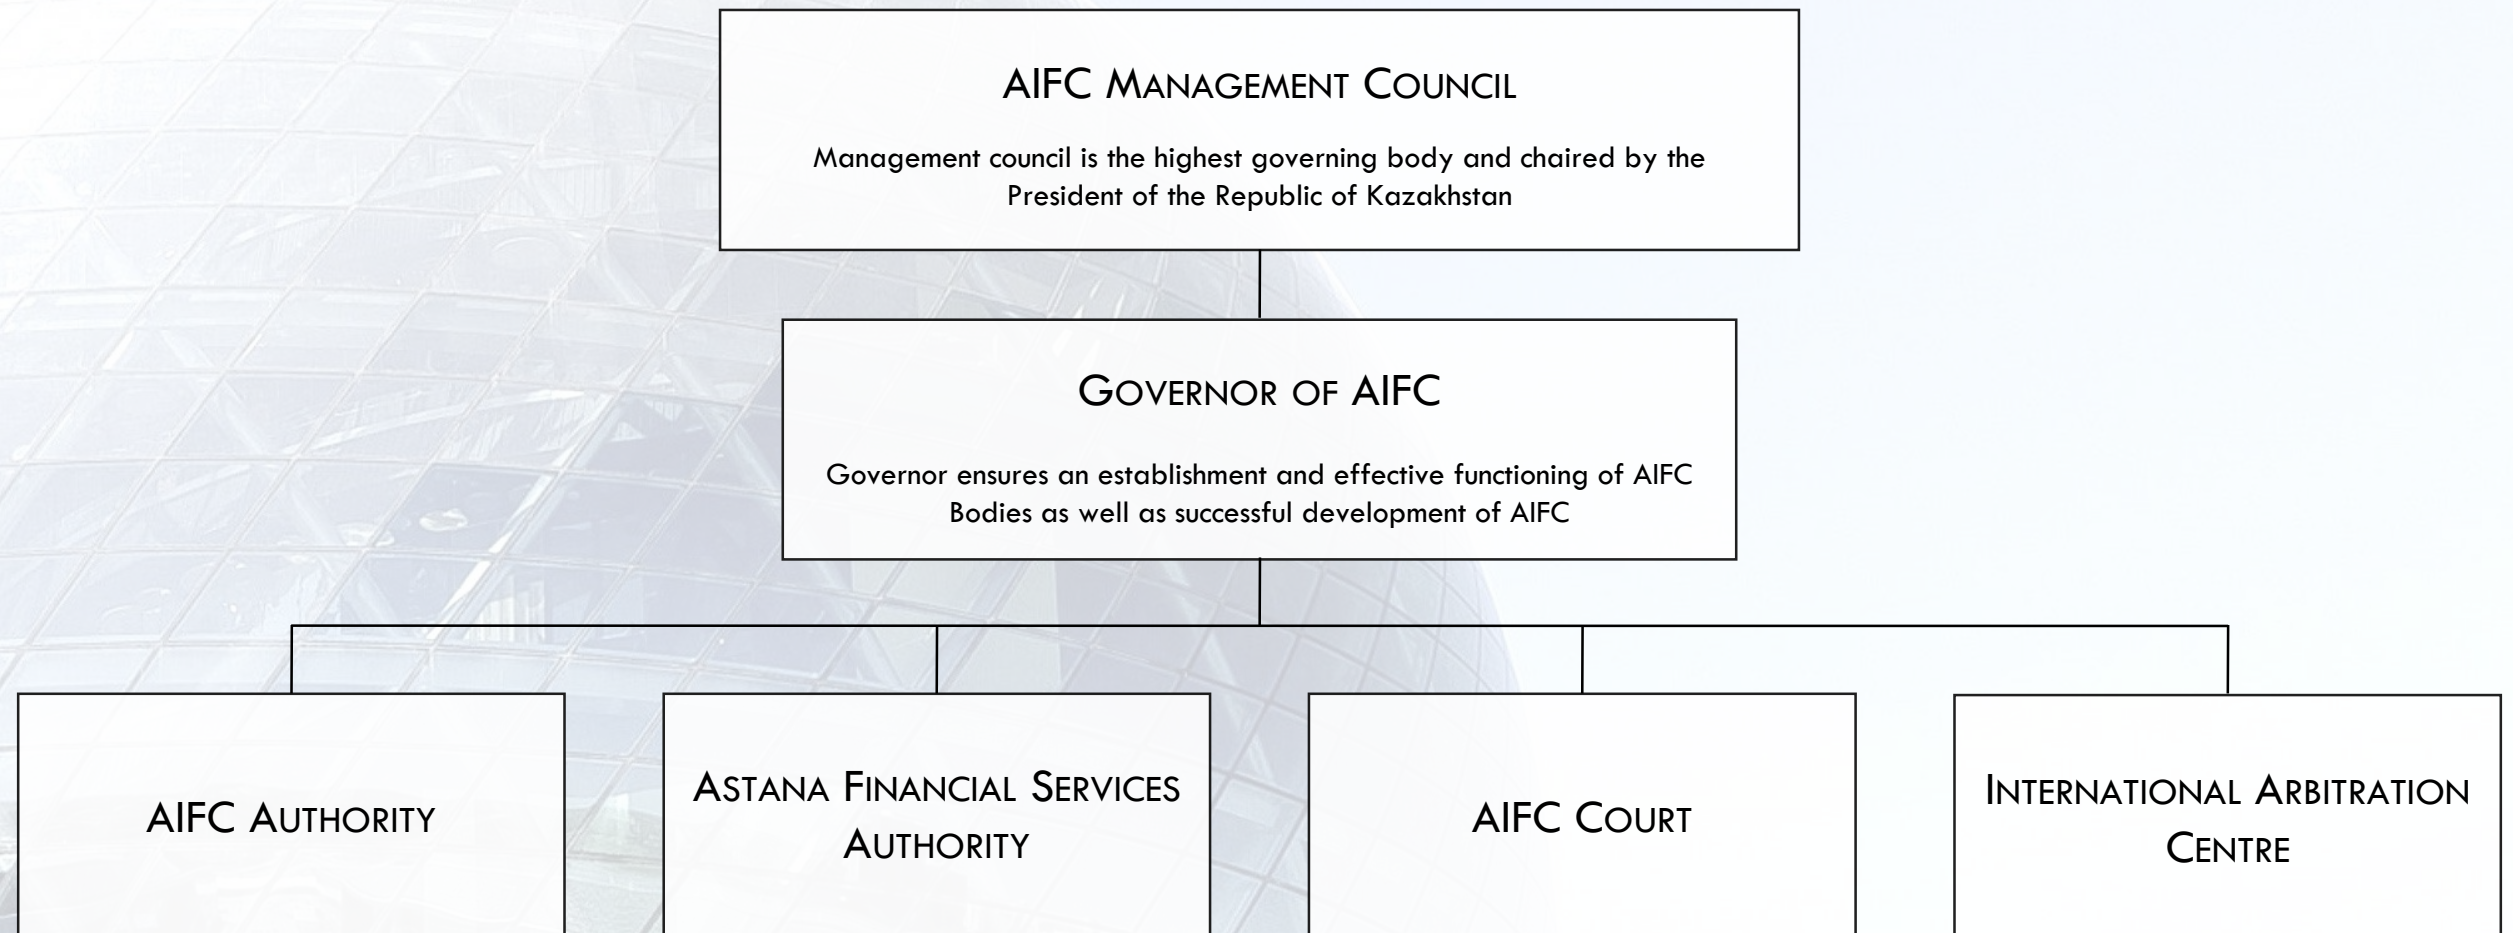 AIFC MANAGEMENT COUNCIL
Management council is the highest governing body and chaired by the
President of the Republic of Kazakhstan
GOVERNOR OF AIFC
Governor ensures an establishment and effective functioning of AIFC
Bodies as well as successful development of AIFC
AIFC AUTHORITY
ASTANA FINANCIAL SERVICES
AUTHORITY
AIFC COURT
INTERNATIONAL ARBITRATION
CENTRE